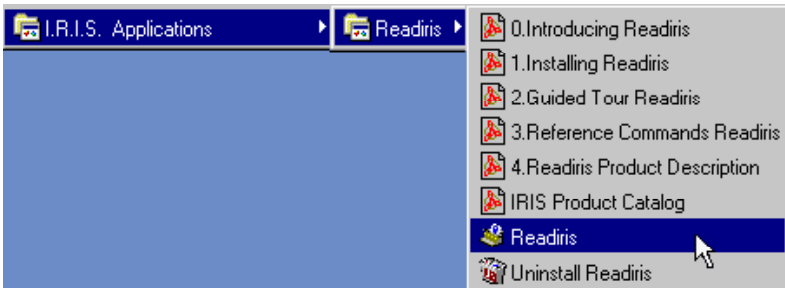 I.R.I.S. Applications
Readiris
0.Introducing Readiris
1.Installing Readiris
2.Guided Tour Readiris
3.Reference Commands Readiris
4.Readiris Product Description
IRIS Product Catalog
Readiris
Uninstall Readiris